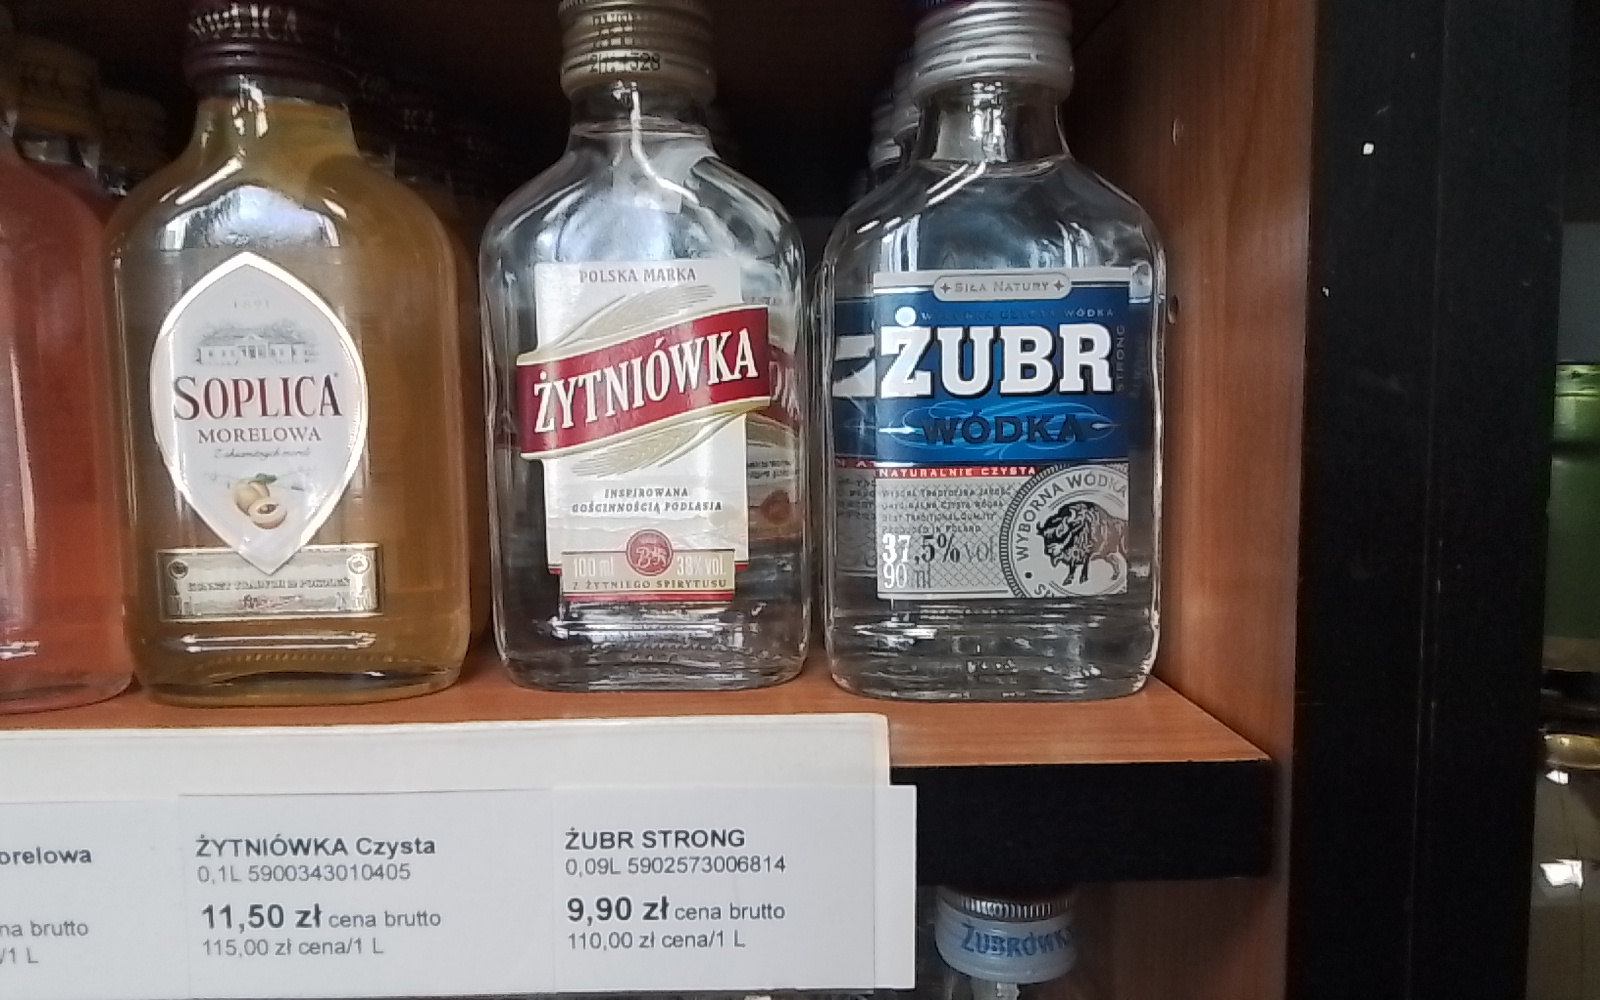 SOPLICA
1891
SOPLICA
MORELOWA
POLSKA MARKA
ŻYTNIÓWKA
INSPIROWANA
GOŚCINNOŚCIĄ PODLASIA
100 ml 38% vol.
Z ŻYTNIEGO SPIRYTUSU
SIŁA NATURY
ŻUBR
STRONG
WÓDKA
NATURALNIE CZYSTA
37,5% vol
90 ml
WYBORNA WÓDKA
orelowa
na brutto
/1 L
ŻYTNIÓWKA Czysta
0,1L 5900343010405
11,50 zł cena brutto
115,00 zł cena/1 L
ŻUBR STRONG
0,09L 5902573006814
9,90 zł cena brutto
110,00 zł cena/1 L
ŻUBRÓWKA